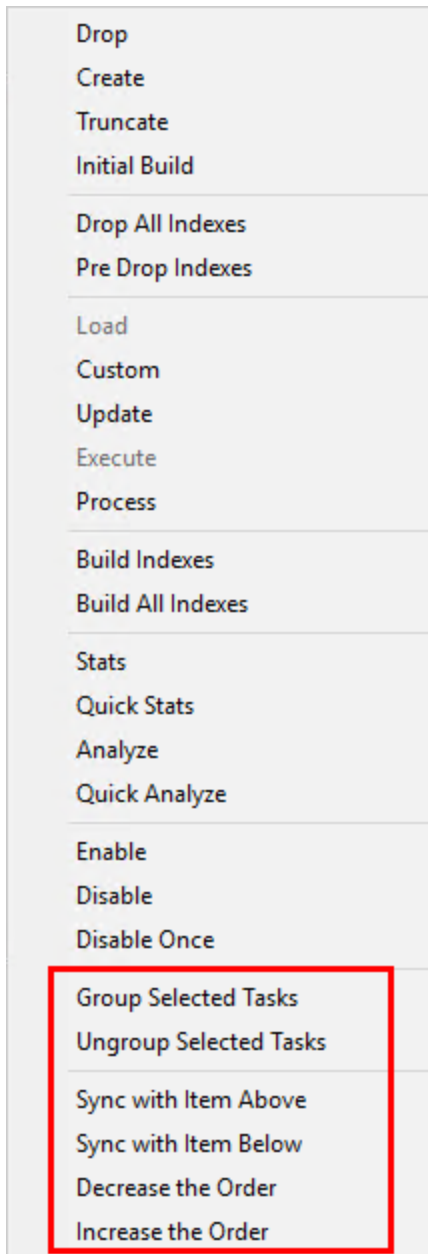 Drop
Create
Truncate
Initial Build
Drop All Indexes
Pre Drop Indexes
Load
Custom
Update
Execute
Process
Build Indexes
Build All Indexes
Stats
Quick Stats
Analyze
Quick Analyze
Enable
Disable
Disable Once
Group Selected Tasks
Ungroup Selected Tasks
Sync with Item Above
Sync with Item Below
Decrease the Order
Increase the Order